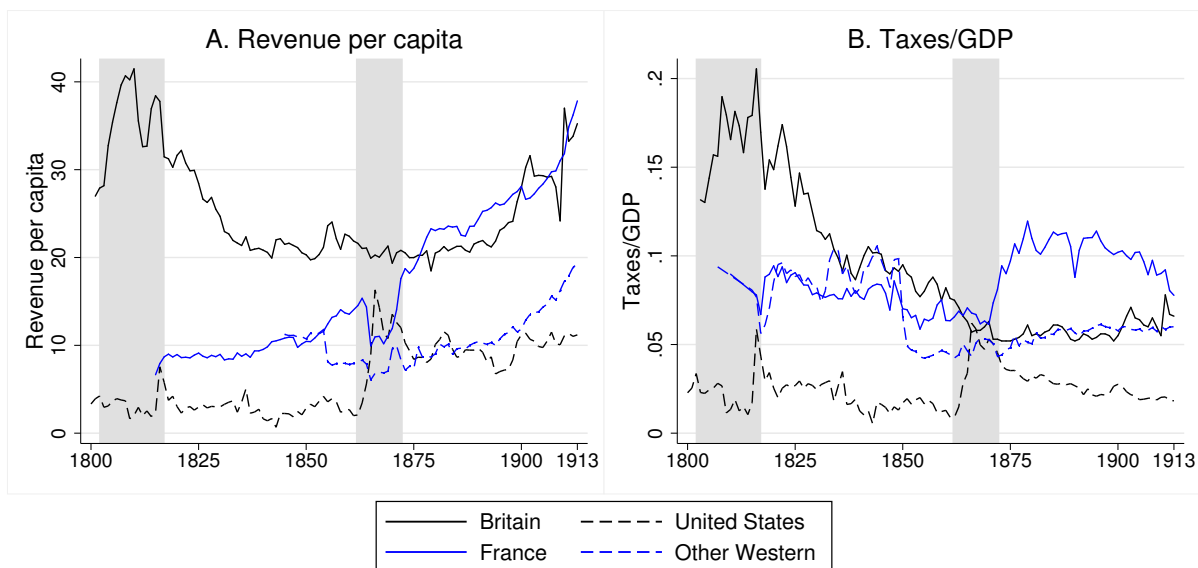 A. Revenue per capita
Revenue per capita
40
30
20
10
0
1800
1825
1850
1875
1900
1913
B. Taxes/GDP
Taxes/GDP
.2
.15
.1
.05
0
1800
1825
1850
1875
1900
1913
Britain
United States
France
Other Western